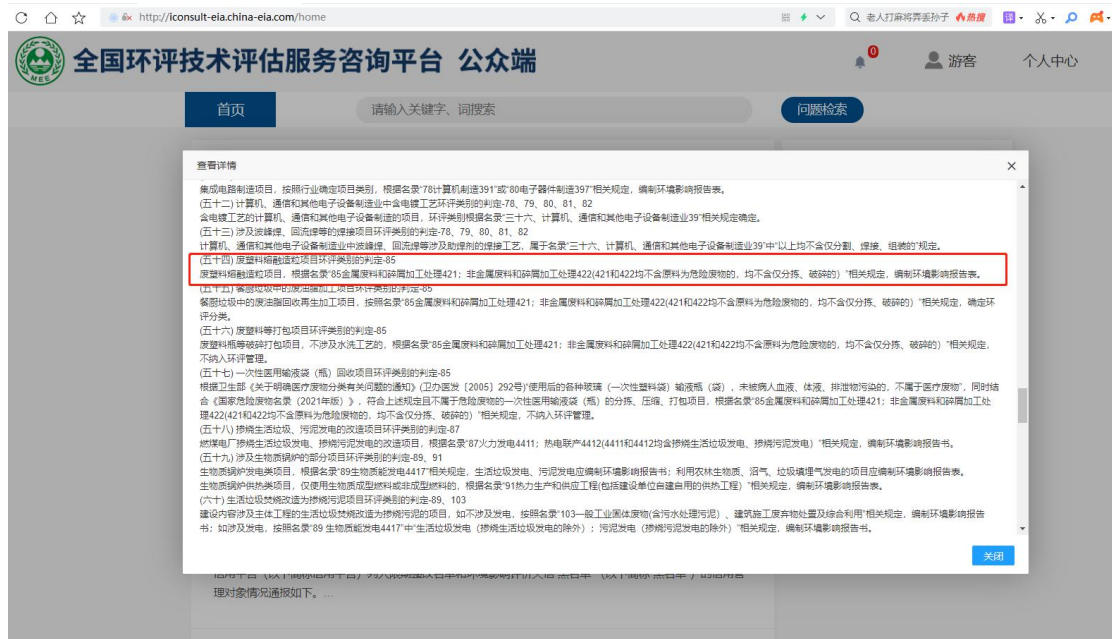 http://iconsult-eia.china-eia.com/home
老人打麻将弄丢孙子 热搜
译
MEE
全国环评技术评估服务咨询平台 公众端
0
游客
个人中心
首页
请输入关键字、词搜索
问题检索
查看详情
×
集成电路制造项目，按照行业确定项目类别，根据名录“78计算机制造391”或“80电子器件制造397”相关规定，编制环境影响报告表。
(五十二) 计算机、通信和其他电子设备制造业中含电镀工艺环评类别的判定-78、79、80、81、82
含电镀工艺的计算机、通信和其他电子设备制造的项目，环评类别根据名录“三十六、计算机、通信和其他电子设备制造业39”相关规定确定。
(五十三) 涉及波峰焊、回流焊等的焊接项目环评类别的判定-78、79、80、81、82
计算机、通信和其他电子设备制造业中波峰焊、回流焊等涉及助焊剂的焊接工艺，属于名录“三十六、计算机、通信和其他电子设备制造业39”中“以上均不含仅分割、焊接、组装的”规定。
(五十四) 废塑料熔融造粒项目环评类别的判定-85
废塑料熔融造粒项目，根据名录“85金属废料和碎屑加工处理421；非金属废料和碎屑加工处理422(421和422均不含原料为危险废物的，均不含仅分拣、破碎的）”相关规定，编制环境影响报告表。
(五十五) 餐厨垃圾中的废油脂加工项目环评类别的判定-85
餐厨垃圾中的废油脂回收再生加工项目，按照名录“85金属废料和碎屑加工处理421；非金属废料和碎屑加工处理422(421和422均不含原料为危险废物的，均不含仅分拣、破碎的）”相关规定，确定环
评分类。
(五十六) 废塑料等打包项目环评类别的判定-85
废塑料瓶等破碎打包项目，不涉及水洗工艺的，根据名录“85金属废料和碎屑加工处理421；非金属废料和碎屑加工处理422(421和422均不含原料为危险废物的，均不含仅分拣、破碎的）”相关规定，
不纳入环评管理。
(五十七) 一次性医用输液袋（瓶）回收项目环评类别的判定-85
根据卫生部《关于明确医疗废物分类有关问题的通知》(卫办医发［2005］292号)“使用后的各种玻璃（一次性塑料袋）输液瓶（袋），未被病人血液、体液、排泄物污染的，不属于医疗废物”，同时结
合《国家危险废物名录（2021年版）》，符合上述规定且不属于危险废物的一次性医用输液袋（瓶）的分拣、压缩、打包项目，根据名录“85金属废料和碎屑加工处理421；非金属废料和碎屑加工处
理422(421和422均不含原料为危险废物的，均不含仅分拣、破碎的）”相关规定，不纳入环评管理。
(五十八) 掺烧生活垃圾、污泥发电的改造项目环评类别的判定-87
燃煤电厂掺烧生活垃圾发电、掺烧污泥发电的改造项目，根据名录“87火力发电4411；热电联产4412(4411和4412均含掺烧生活垃圾发电、掺烧污泥发电）”相关规定，编制环境影响报告书。
(五十九) 涉及生物质锅炉的部分项目环评类别的判定-89、91
生物质锅炉发电类项目，根据名录“89生物质能发电4417”相关规定，生活垃圾发电、污泥发电应编制环境影响报告书；利用农林生物质、沼气、垃圾填埋气发电的项目应编制环境影响报告表。
生物质锅炉供热类项目，仅使用生物质成型燃料或非成型燃料的，根据名录“91热力生产和供应工程(包括建设单位自建自用的供热工程）”相关规定，编制环境影响报告表。
(六十) 生活垃圾焚烧改造为掺烧污泥项目环评类别的判定-89、103
建设内容涉及主体工程的生活垃圾焚烧改造为掺烧污泥的项目，如不涉及发电，按照名录“103一般工业固体废物(含污水处理污泥）、建筑施工废弃物处置及综合利用”相关规定，编制环境影响报告
书；如涉及发电，按照名录“89 生物质能发电4417”中“生活垃圾发电（掺烧生活垃圾发电的除外）；污泥发电（掺烧污泥发电的除外）”相关规定，编制环境影响报告书。
关闭
理对象情况通报如下。...